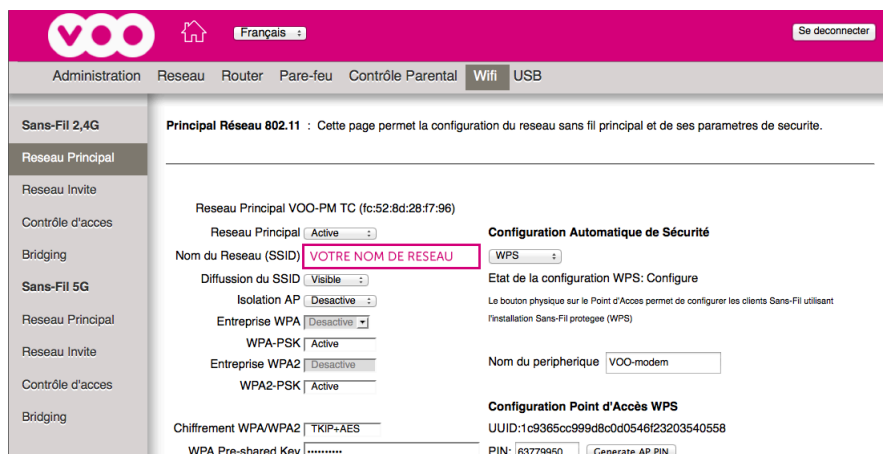 VOO
Français
Se deconnecter
Administration Reseau Router Pare-feu Contrôle Parental Wifi USB
Sans-Fil 2,4G
Reseau Principal
Reseau Invite
Contrôle d'acces
Bridging
Sans-Fil 5G
Reseau Principal
Reseau Invite
Contrôle d'acces
Bridging
Principal Réseau 802.11 : Cette page permet la configuration du reseau sans fil principal et de ses parametres de securite.
Reseau Principal VOO-PM TC (fc:52:8d:28:f7:96)
Reseau Principal Active
Nom du Reseau (SSID) VOTRE NOM DE RESEAU
Diffusion du SSID Visible
Isolation AP Desactive
Entreprise WPA Desactive
WPA-PSK Active
Entreprise WPA2 Desactive
WPA2-PSK Active
Chiffrement WPA/WPA2 TKIP+AES
WPA Pre-shared Key ••••••••••
Configuration Automatique de Sécurité
WPS
Etat de la configuration WPS: Configure
Le bouton physique sur le Point d'Acces permet de configurer les clients Sans-Fil utilisant
l'installation Sans-Fil protegee (WPS)
Nom du peripherique VOO-modem
Configuration Point d'Accès WPS
UUID:1c9365cc999d8c0d0546f23203540558
PIN: 63779950 Generate AP PIN